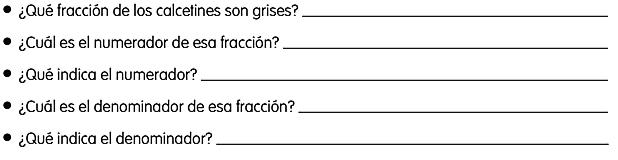 • ¿Qué fracción de los calcetines son grises?
• ¿Cuál es el numerador de esa fracción?
• ¿Qué indica el numerador?
• ¿Cuál es el denominador de esa fracción?
• ¿Qué indica el denominador?